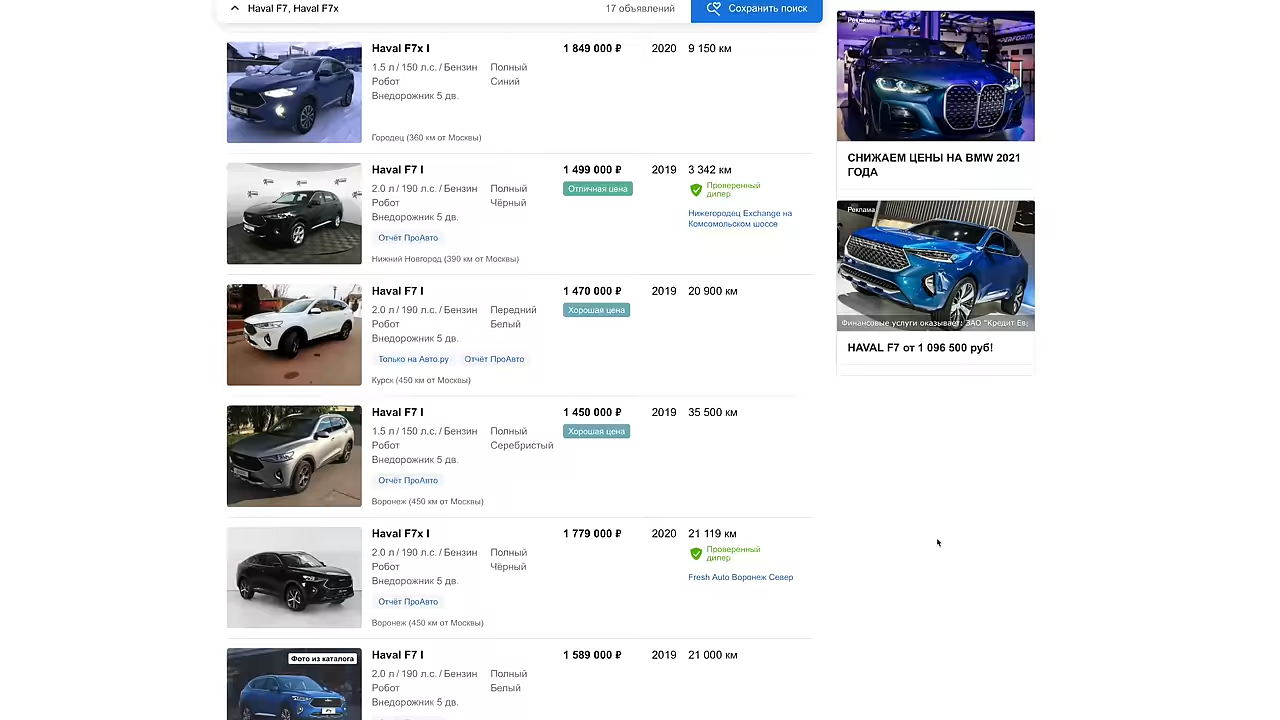 Haval F7, Haval F7x
17 объявлений
Сохранить поиск
Haval F7x I
1 849 000 ₽
2020
9 150 км
1.5 л / 150 л.с. / Бензин
Полный
Робот
Синий
Внедорожник 5 дв.
Городец (360 км от Москвы)
Haval F7 I
1 499 000 ₽
2019
3 342 км
2.0 л / 190 л.с. / Бензин
Полный
Отличная цена
Проверенный
дилер
Робот
Чёрный
Внедорожник 5 дв.
Нижегородец Exchange на
Комсомольском шоссе
Отчёт ПроАвто
Нижний Новгород (390 км от Москвы)
Haval F7 I
1 470 000 ₽
2019
20 900 км
2.0 л / 190 л.с. / Бензин
Передний
Хорошая цена
Робот
Белый
Внедорожник 5 дв.
Только на Авто.ру
Отчёт ПроАвто
Курск (450 км от Москвы)
Haval F7 I
1 450 000 ₽
2019
35 500 км
1.5 л / 150 л.с. / Бензин
Полный
Хорошая цена
Робот
Серебристый
Внедорожник 5 дв.
Отчёт ПроАвто
Воронеж (450 км от Москвы)
Haval F7x I
1 779 000 ₽
2020
21 119 км
2.0 л / 190 л.с. / Бензин
Полный
Проверенный
дилер
Робот
Чёрный
Внедорожник 5 дв.
Fresh Auto Воронеж Север
Отчёт ПроАвто
Воронеж (450 км от Москвы)
Фото из каталога
Haval F7 I
1 589 000 ₽
2019
21 000 км
2.0 л / 190 л.с. / Бензин
Полный
Робот
Белый
Внедорожник 5 дв.
Реклама
СНИЖАЕМ ЦЕНЫ НА BMW 2021
ГОДА
Реклама
Финансовые услуги оказывает: ЗАО "Кредит Ев
HAVAL F7 от 1 096 500 руб!